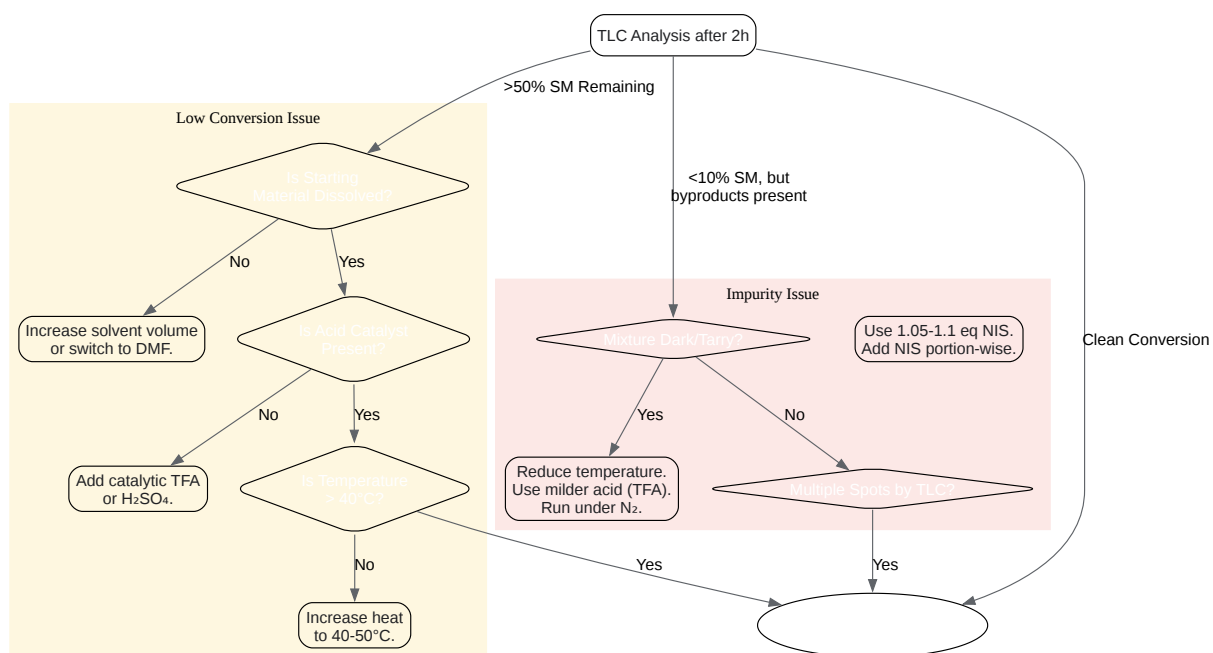 TLC Analysis after 2h
>50% SM Remaining
Low Conversion Issue
Is Starting
Material Dissolved?
<10% SM, but
byproducts present
No
Yes
Impurity Issue
Increase solvent volume
or switch to DMF.
Is Acid Catalyst
Present?
Mixture Dark/Tarry?
Use 1.05-1.1 eq NIS.
Add NIS portion-wise.
Clean Conversion
No
Yes
Yes
No
Add catalytic TFA
or H₂SO₄.
Is Temperature
> 40°C?
Reduce temperature.
Use milder acid (TFA).
Run under N₂.
Multiple Spots by TLC?
No
Yes
Yes
Increase heat
to 40-50°C.